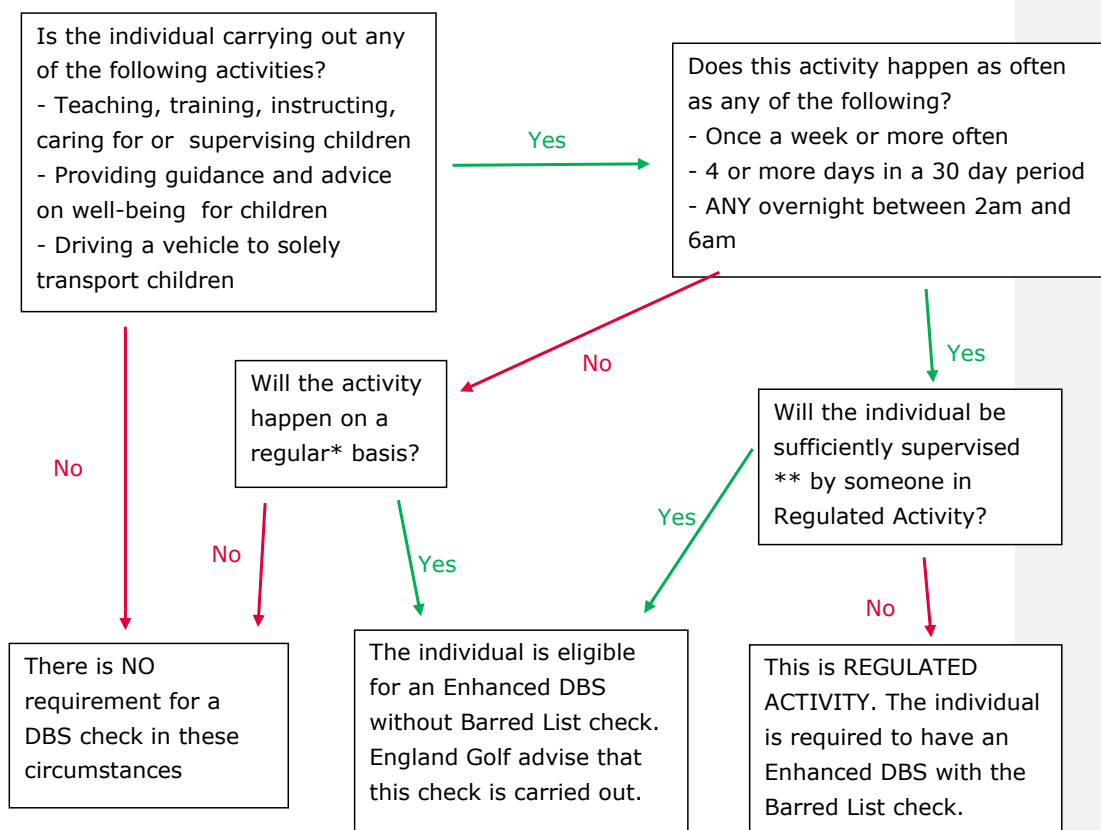 Is the individual carrying out any
of the following activities?
- Teaching, training, instructing,
caring for or supervising children
- Providing guidance and advice
on well-being for children
- Driving a vehicle to solely
transport children
Yes
Does this activity happen as often
as any of the following?
- Once a week or more often
- 4 or more days in a 30 day period
- ANY overnight between 2am and
6am
No
No
Yes
Will the activity
happen on a
regular* basis?
Will the individual be
sufficiently supervised
** by someone in
Regulated Activity?
No
Yes
Yes
No
There is NO
requirement for a
DBS check in these
circumstances
The individual is eligible
for an Enhanced DBS
without Barred List check.
England Golf advise that
this check is carried out.
This is REGULATED
ACTIVITY. The individual
is required to have an
Enhanced DBS with the
Barred List check.